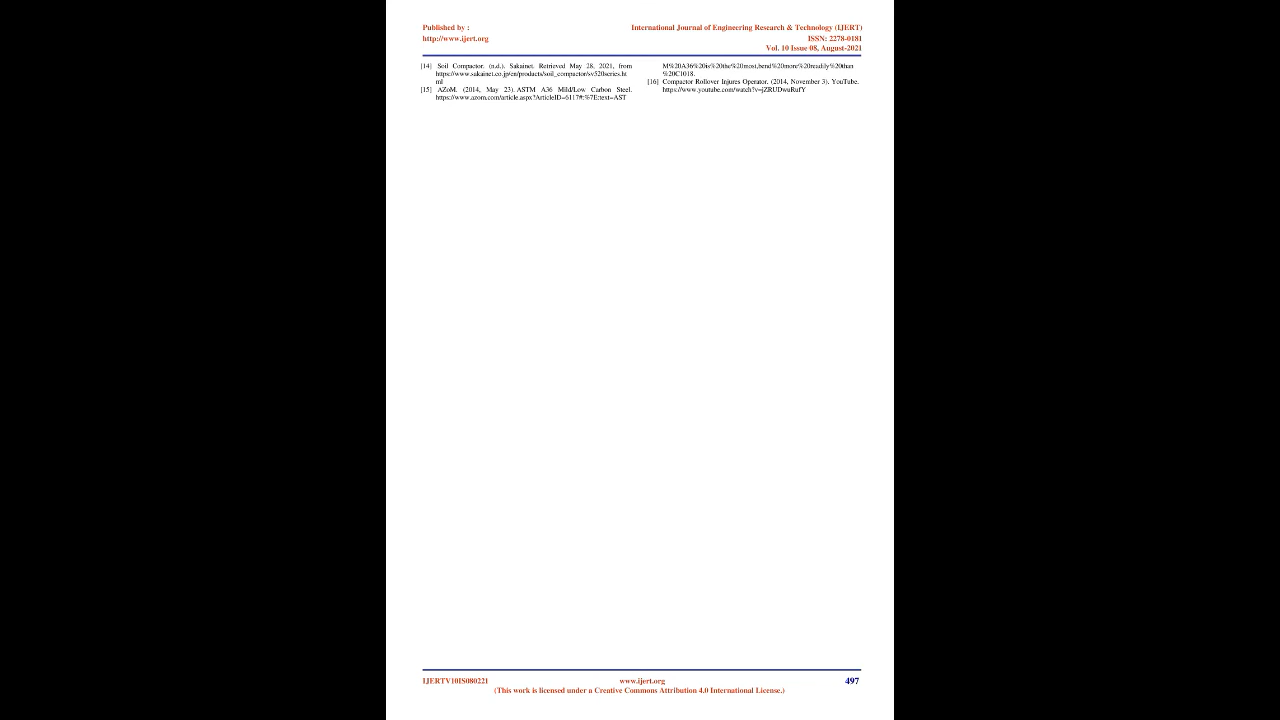 Published by :
International Journal of Engineering Research & Technology (IJERT)
http://www.ijert.org
ISSN: 2278-0181
Vol. 10 Issue 08, August-2021
[14] Soil Compactor. (n.d.). Sakainet. Retrieved May 28, 2021, from
https://www.sakainet.co.jp/en/products/soil_compactor/sv520series.ht
ml
[15] AZoM. (2014, May 23). ASTM A36 Mild/Low Carbon Steel.
https://www.azom.com/article.aspx?ArticleID=6117#:%7E:text=AST
M%20A36%20is%20the%20most,bend%20more%20readily%20than
%20C1018.
[16] Compactor Rollover Injures Operator. (2014, November 3). YouTube.
https://www.youtube.com/watch?v=jZRUDwuRufY
IJERTV10IS080221
www.ijert.org
497
(This work is licensed under a Creative Commons Attribution 4.0 International License.)